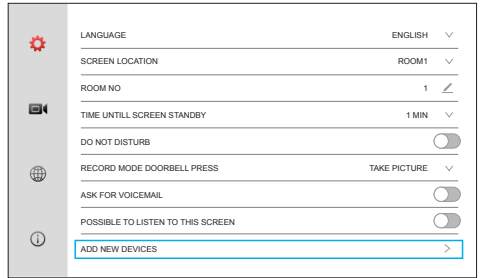 LANGUAGE ENGLISH
SCREEN LOCATION ROOM1
ROOM NO 1
TIME UNTILL SCREEN STANDBY 1 MIN
DO NOT DISTURB
RECORD MODE DOORBELL PRESS TAKE PICTURE
ASK FOR VOICEMAIL
POSSIBLE TO LISTEN TO THIS SCREEN
ADD NEW DEVICES